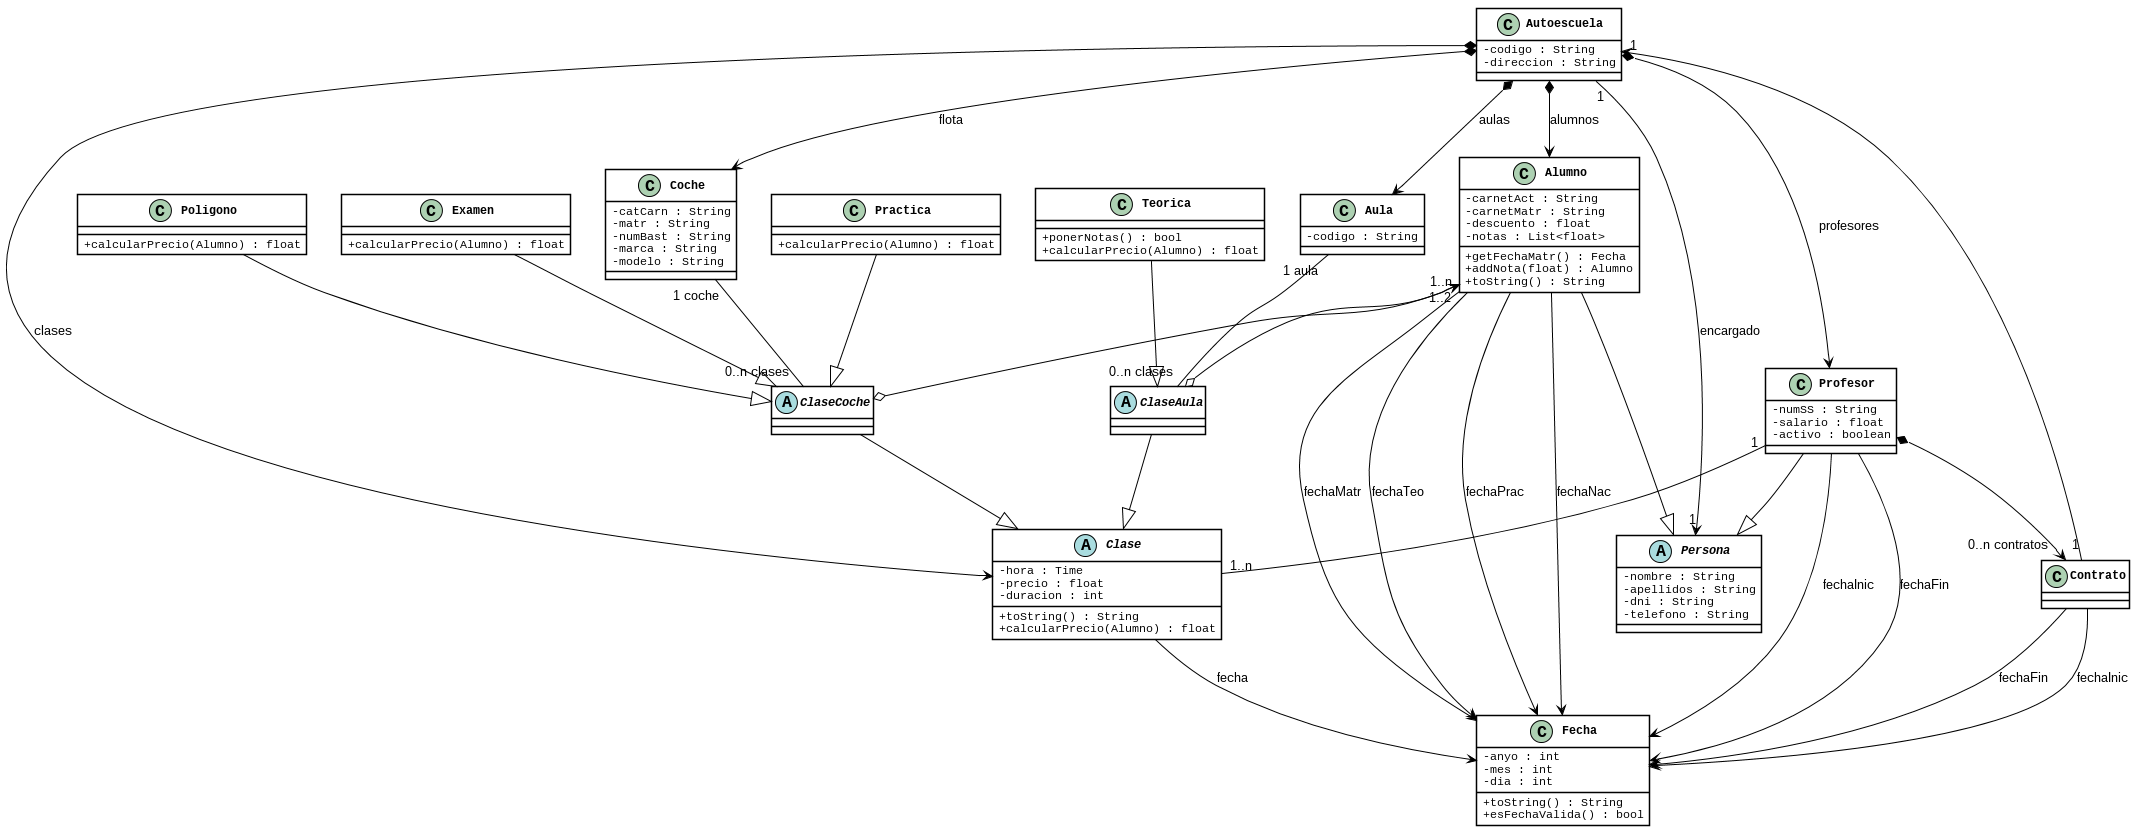 C Autoescuela
-codigo : String
-direccion : String
1
1
flota
aulas
alumnos
encargado
profesores
clases
C Poligono
+calcularPrecio(Alumno) : float
C Examen
+calcularPrecio(Alumno) : float
C Coche
-catCarn : String
-matr : String
-numBast : String
-marca : String
-modelo : String
C Practica
+calcularPrecio(Alumno) : float
C Teorica
+ponerNotas() : bool
+calcularPrecio(Alumno) : float
C Aula
-codigo : String
C Alumno
-carnetAct : String
-carnetMatr : String
-descuento : float
-notas : List<float>
+getFechaMatr() : Fecha
+addNota(float) : Alumno
+toString() : String
1 coche
1 aula
1..n
1..2
0..n clases
0..n clases
A ClaseCoche
A ClaseAula
C Profesor
-numSS : String
-salario : float
-activo : boolean
1
fechaMatr
fechaTeo
fechaPrac
fechaNac
1
0..n contratos
1
1..n
A Clase
-hora : Time
-precio : float
-duracion : int
+toString() : String
+calcularPrecio(Alumno) : float
A Persona
-nombre : String
-apellidos : String
-dni : String
-telefono : String
fechaInic
fechaFin
C Contrato
fecha
fechaFin
fechaInic
C Fecha
-anyo : int
-mes : int
-dia : int
+toString() : String
+esFechaValida() : bool